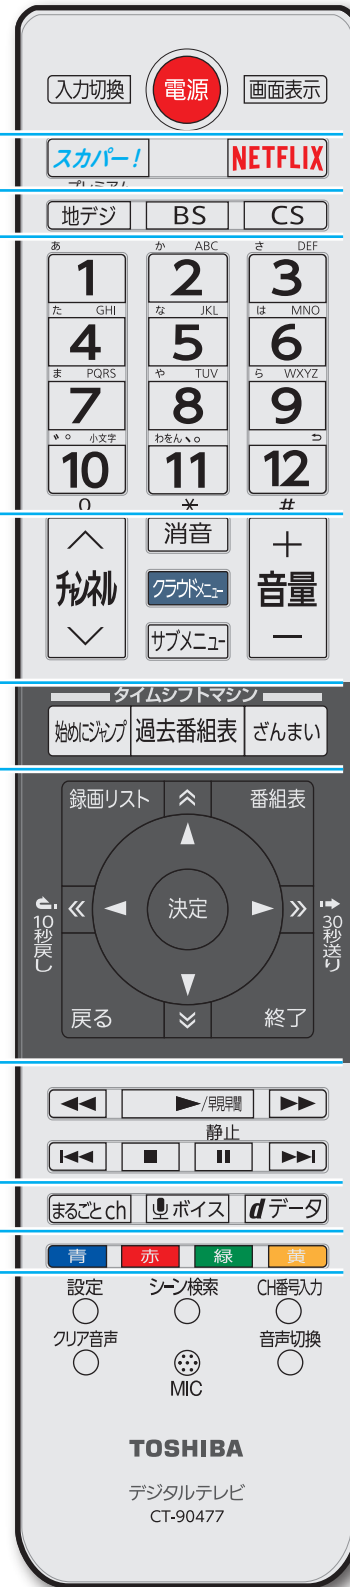 入力切換 電源 画面表示
スカパー! NETFLIX
プレミアム
地デジ BS CS
あ か ABC さ DEF
1 2 3
た GHI な JKL は MNO
4 5 6
ま PQRS や TUV ら WXYZ
7 8 9
゛゜ 小文字 わをん、。
10 11 12
0 * #
チャンネル 消音 + 音量 −
クラウドメニュー
サブメニュー
タイムシフトマシン
始めにジャンプ 過去番組表 ざんまい
録画リスト 番組表
10秒戻し 決定 30秒送り
戻る 終了
/早見早聞
静止
まるごとch ボイス dデータ
青 赤 緑 黄
設定 シーン検索 CH番号入力
クリア音声 音声切換
MIC
TOSHIBA
デジタルテレビ
CT-90477